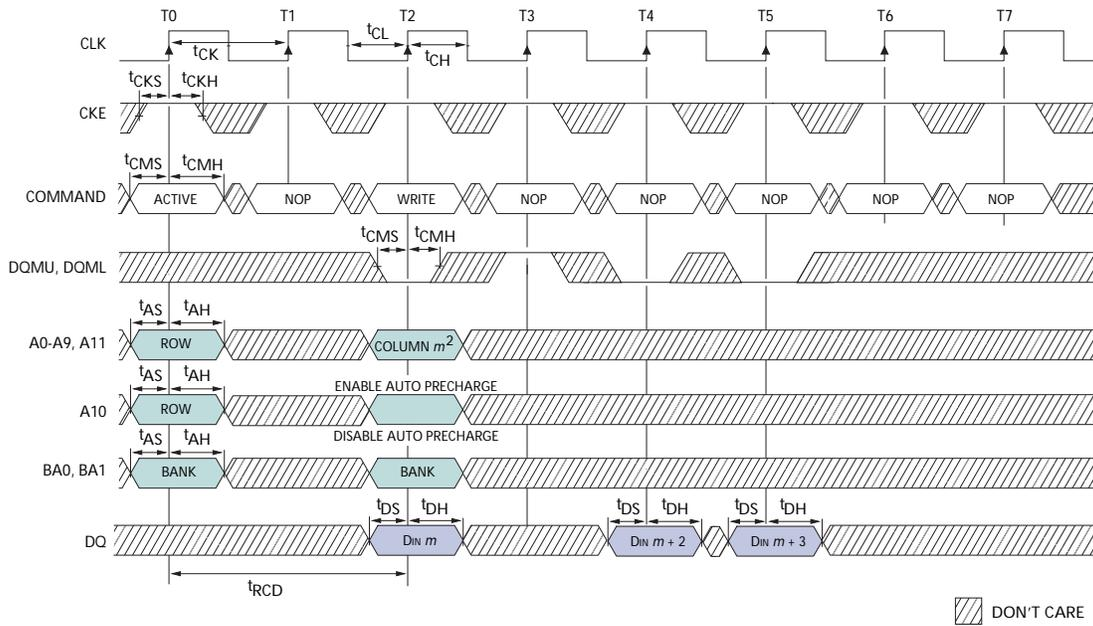 T0 T1 T2 T3 T4 T5 T6 T7
CLK
tCK tCL tCH
tCKS tCKH
CKE
tCMS tCMH
COMMAND ACTIVE NOP WRITE NOP NOP NOP NOP NOP
tCMS tCMH
DQMU, DQML
tAS tAH
A0-A9, A11 ROW COLUMN m2
tAS tAH ENABLE AUTO PRECHARGE
A10 ROW
DISABLE AUTO PRECHARGE
tAS tAH
BA0, BA1 BANK BANK
tDS tDH tDS tDH tDS tDH
DQ DIN m DIN m + 2 DIN m + 3
tRCD
DON'T CARE